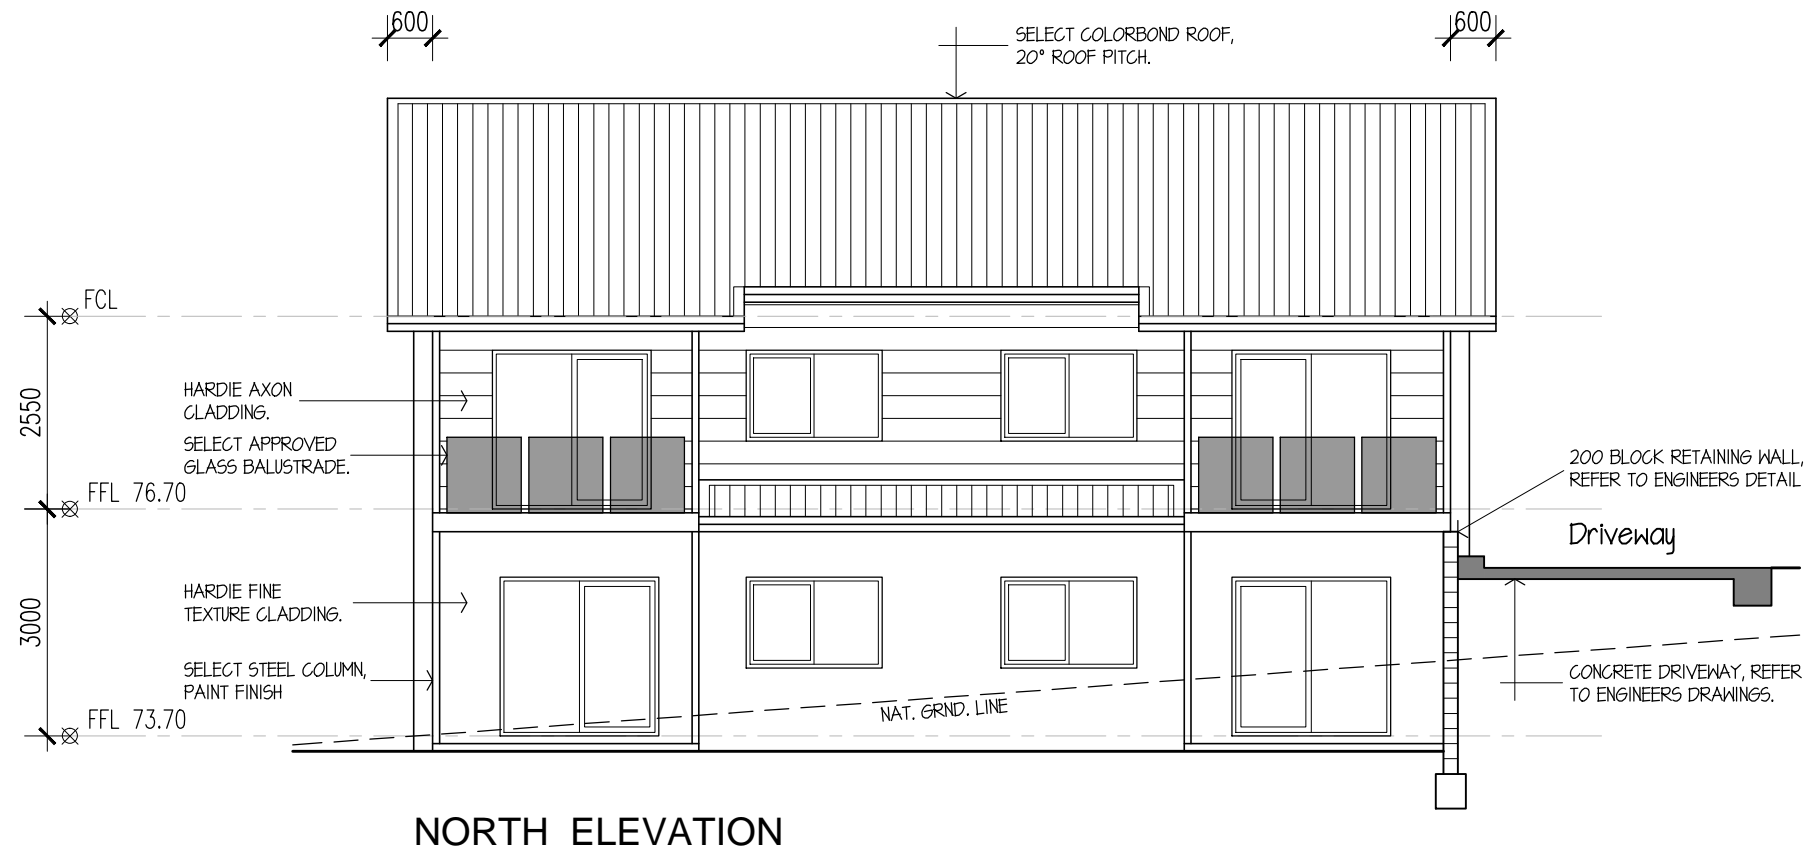 600
600
SELECT COLORBOND ROOF,
20° ROOF PITCH.
FCL
2550
HARDIE AXON
CLADDING.
SELECT APPROVED
GLASS BALUSTRADE.
200 BLOCK RETAINING WALL,
REFER TO ENGINEERS DETAIL
FFL 76.70
Driveway
3000
HARDIE FINE
TEXTURE CLADDING.
SELECT STEEL COLUMN,
PAINT FINISH
CONCRETE DRIVEWAY, REFER
TO ENGINEERS DRAWINGS.
NAT. GRND. LINE
FFL 73.70
NORTH ELEVATION